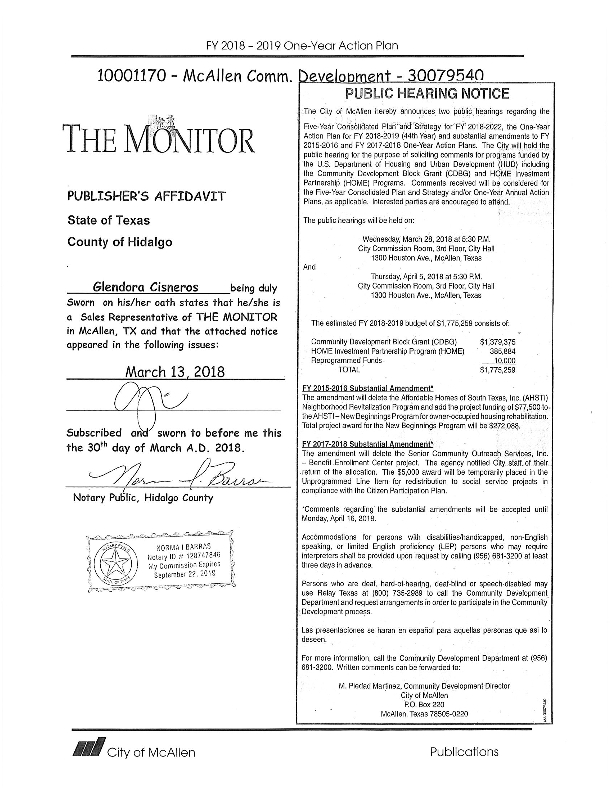 FY 2018 – 2019 One-Year Action Plan
10001170 - McAllen Comm. Development - 30079540
THE MONITOR
PUBLISHER'S AFFIDAVIT
State of Texas
County of Hidalgo
Glendora Cisneros being duly
Sworn on his/her oath states that he/she is
a Sales Representative of THE MONITOR
in McAllen, TX and that the attached notice
appeared in the following issues:
March 13, 2018
Subscribed and sworn to before me this
the 30th day of March A.D. 2018.
Norma I. Barras
Notary Public, Hidalgo County
NORMA I BARRAS
Notary ID # 120747846
My Commission Expires
September 22, 2019
PUBLIC HEARING NOTICE
The City of McAllen hereby announces two public hearings regarding the
Five-Year Consolidated Plan and Strategy for FY 2018-2022, the One-Year
Action Plan for FY 2018-2019 (44th Year) and substantial amendments to FY
2015-2016 and FY 2017-2018 One-Year Action Plans. The City will hold the
public hearing for the purpose of soliciting comments for programs funded by
the U.S. Department of Housing and Urban Development (HUD) including
the Community Development Block Grant (CDBG) and HOME Investment
Partnership (HOME) Programs. Comments received will be considered for
the Five-Year Consolidated Plan and Strategy and/or One-Year Annual Action
Plans, as applicable. Interested parties are encouraged to attend.
The public hearings will be held on:
Wednesday, March 28, 2018 at 5:30 P.M.
City Commission Room, 3rd Floor, City Hall
1300 Houston Ave., McAllen, Texas
And
Thursday, April 5, 2018 at 5:30 P.M.
City Commission Room, 3rd Floor, City Hall
1300 Houston Ave., McAllen, Texas
The estimated FY 2018-2019 budget of $1,775,259 consists of:
Community Development Block Grant (CDBG) $1,379,375
HOME Investment Partnership Program (HOME) 385,884
Reprogrammed Funds 10,000
TOTAL $1,775,259
FY 2015-2016 Substantial Amendment*
The amendment will delete the Affordable Homes of South Texas, Inc. (AHSTI)
Neighborhood Revitalization Program and add the project funding of $77,500 to
the AHSTI – New Beginnings Program for owner-occupied housing rehabilitation.
Total project award for the New Beginnings Program will be $272,088.
FY 2017-2018 Substantial Amendment*
The amendment will delete the Senior Community Outreach Services, Inc.
– Benefit Enrollment Center project. The agency notified City staff of their
return of the allocation. The $5,000 award will be temporarily placed in the
Unprogrammed Line Item for redistribution to social service projects in
compliance with the Citizen Participation Plan.
*Comments regarding the substantial amendments will be accepted until
Monday, April 16, 2018.
Accommodations for persons with disabilities/handicapped, non-English
speaking, or limited English proficiency (LEP) persons who may require
interpreters shall be provided upon request by calling (956) 681-3200 at least
three days in advance.
Persons who are deaf, hard-of-hearing, deaf-blind or speech-disabled may
use Relay Texas at (800) 735-2989 to call the Community Development
Department and request arrangements in order to participate in the Community
Development process.
Las presentaciones se haran en español para aquellas personas que asi lo
deseen.
For more information, call the Community Development Department at (956)
681-3200. Written comments can be forwarded to:
M. Piedad Martinez, Community Development Director
City of McAllen
P.O. Box 220
McAllen, Texas 78505-0220
City of McAllen
Publications